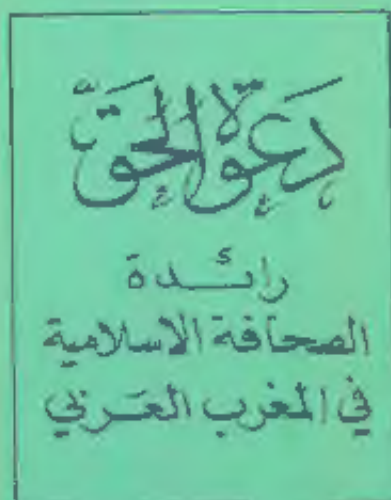 دعوة الحق
رائدة
الصحافة الاسلامية
في المغرب العربي